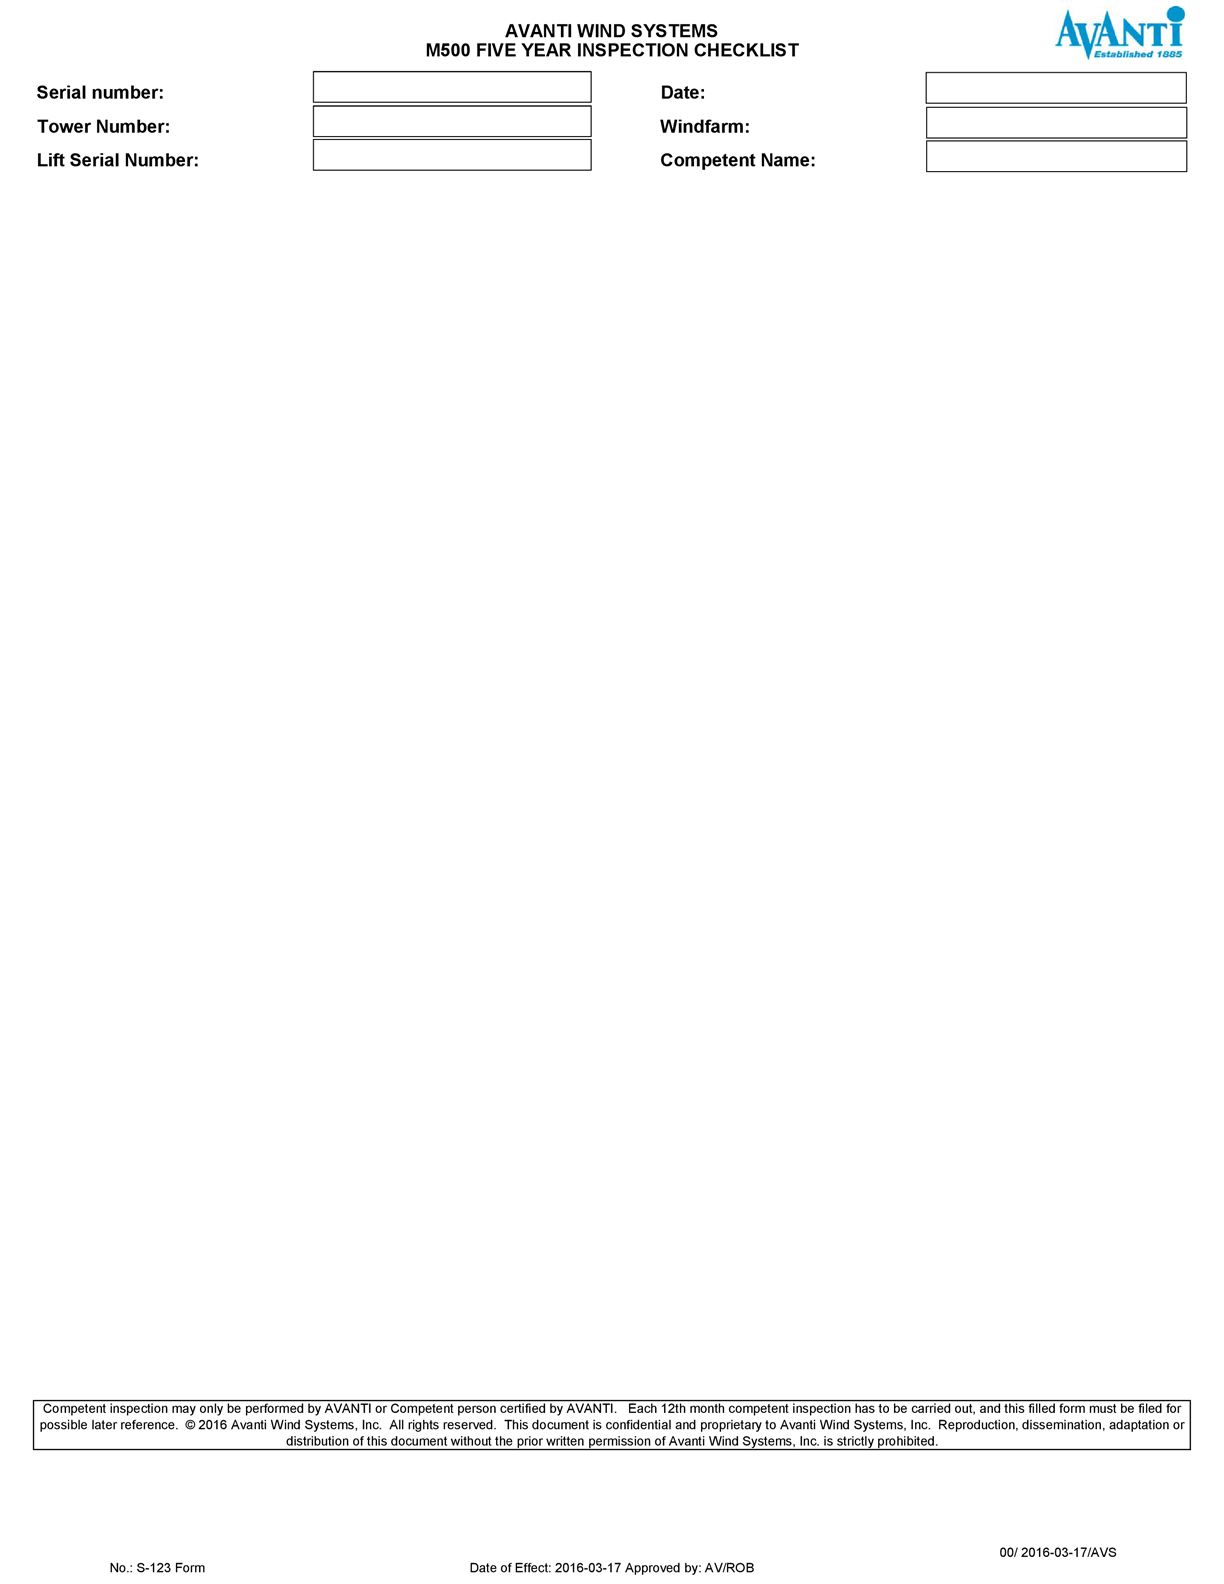 AVANTI WIND SYSTEMS
M500 FIVE YEAR INSPECTION CHECKLIST
AVANTI
Established 1885
Serial number:
Date:
Tower Number:
Windfarm:
Lift Serial Number:
Competent Name:
Competent inspection may only be performed by AVANTI or Competent person certified by AVANTI.   Each 12th month competent inspection has to be carried out, and this filled form must be filed for
possible later reference.  © 2016 Avanti Wind Systems, Inc.  All rights reserved.  This document is confidential and proprietary to Avanti Wind Systems, Inc.  Reproduction, dissemination, adaptation or
distribution of this document without the prior written permission of Avanti Wind Systems, Inc. is strictly prohibited.
00/ 2016-03-17/AVS
No.: S-123 Form
Date of Effect: 2016-03-17 Approved by: AV/ROB